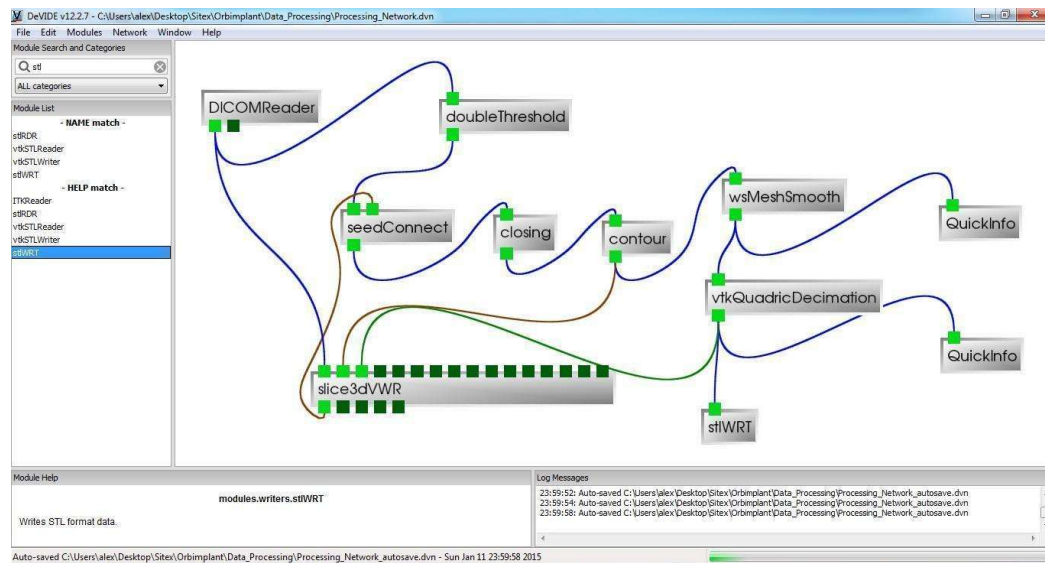 DeVIDE v12.2.7 - C:\Users\alex\Desktop\Sitex\Orbimplant\Data_Processing\Processing_Network.dvn
File Edit Modules Network Window Help
Module Search and Categories
stl
ALL categories
Module List
- NAME match -
stlRDR
vtkSTLReader
vtkSTLWriter
stlWRT
- HELP match -
ITKReader
stlRDR
vtkSTLReader
vtkSTLWriter
stlWRT
DICOMReader
doubleThreshold
seedConnect
closing
contour
wsMeshSmooth
QuickInfo
vtkQuadricDecimation
QuickInfo
slice3dVWR
stlWRT
Module Help
modules.writers.stlWRT
Writes STL format data.
Log Messages
23:59:52: Auto-saved C:\Users\alex\Desktop\Sitex\Orbimplant\Data_Processing\Processing_Network_autosave.dvn
23:59:54: Auto-saved C:\Users\alex\Desktop\Sitex\Orbimplant\Data_Processing\Processing_Network_autosave.dvn
23:59:58: Auto-saved C:\Users\alex\Desktop\Sitex\Orbimplant\Data_Processing\Processing_Network_autosave.dvn
Auto-saved C:\Users\alex\Desktop\Sitex\Orbimplant\Data_Processing\Processing_Network_autosave.dvn - Sun Jan 11 23:59:58 2015